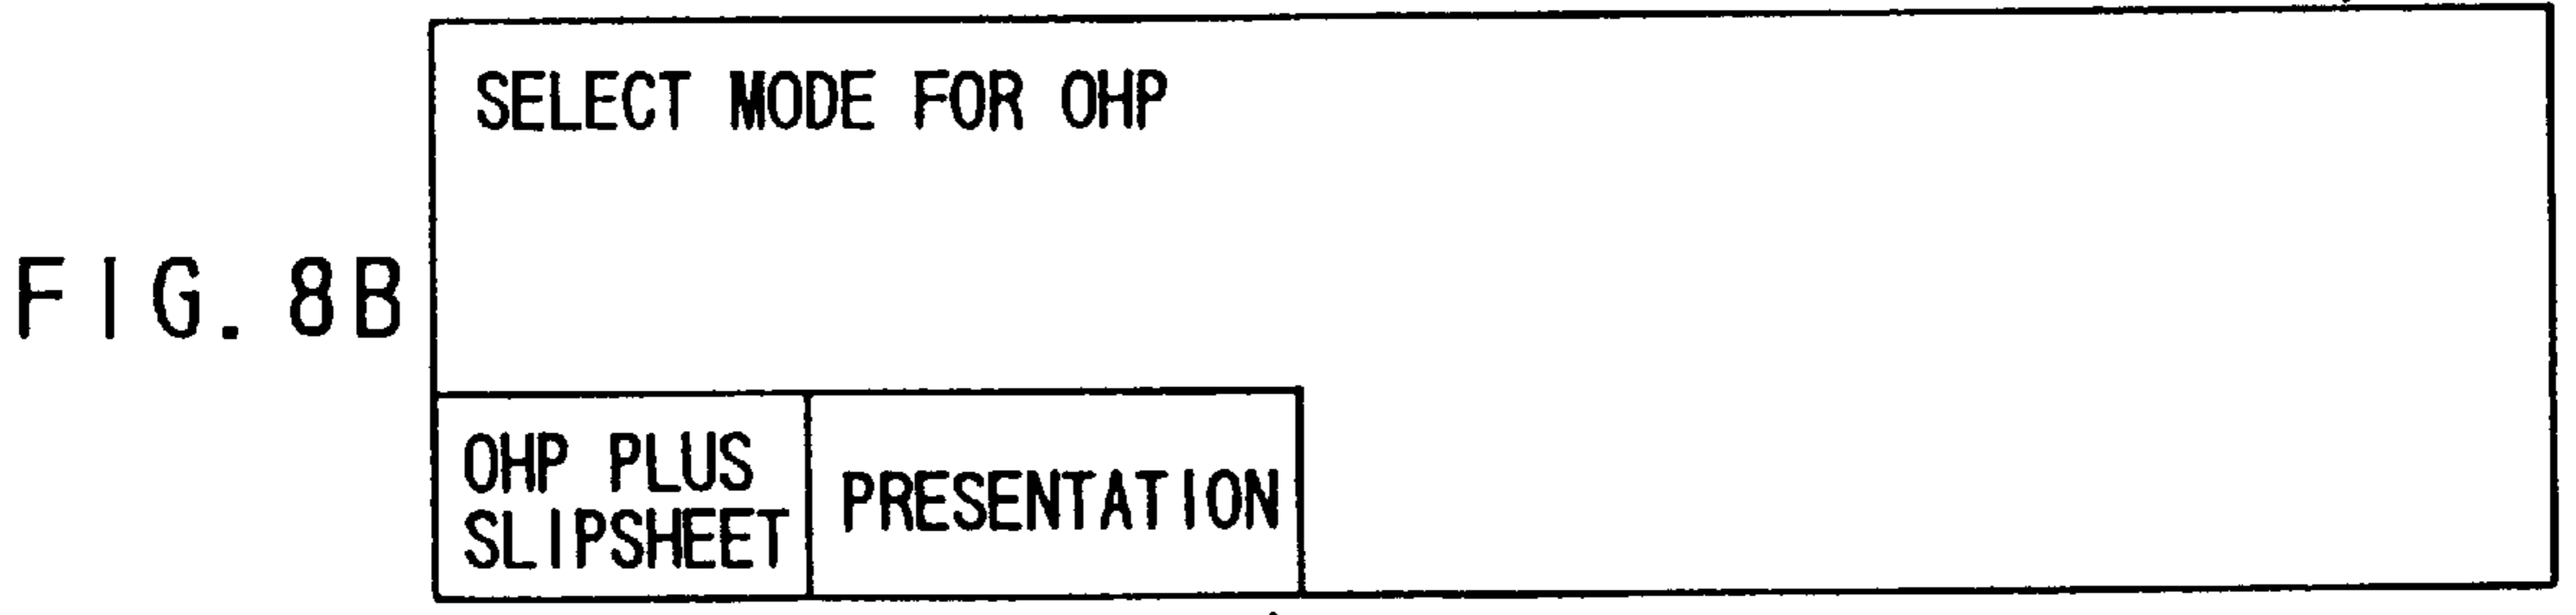 FIG. 8B
SELECT MODE FOR OHP
OHP PLUS
SLIPSHEET
PRESENTATION